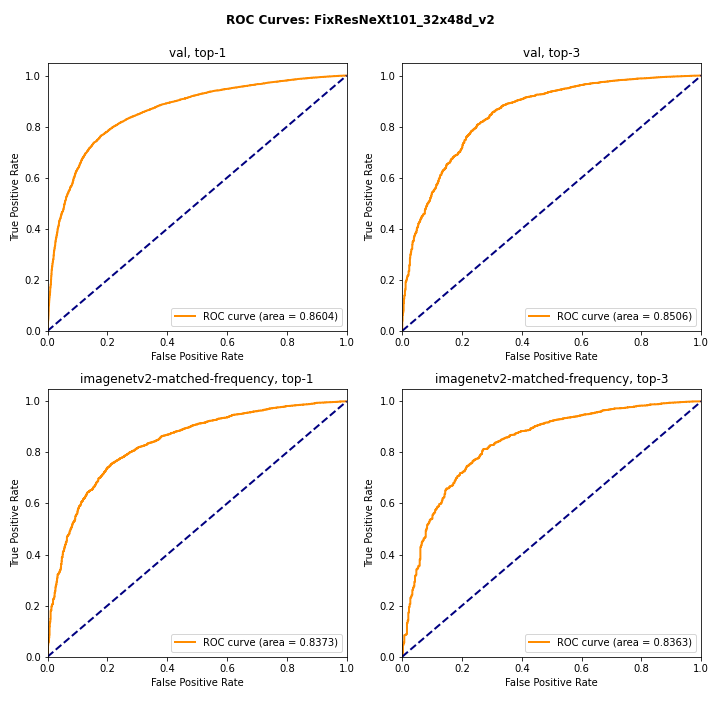 ROC Curves: FixResNeXt101_32x48d_v2
val, top-1
1.0
0.8
0.6
0.4
0.2
0.0
True Positive Rate
ROC curve (area = 0.8604)
0.0 0.2 0.4 0.6 0.8 1.0
False Positive Rate
val, top-3
1.0
0.8
0.6
0.4
0.2
0.0
True Positive Rate
ROC curve (area = 0.8506)
0.0 0.2 0.4 0.6 0.8 1.0
False Positive Rate
imagenetv2-matched-frequency, top-1
1.0
0.8
0.6
0.4
0.2
0.0
True Positive Rate
ROC curve (area = 0.8373)
0.0 0.2 0.4 0.6 0.8 1.0
False Positive Rate
imagenetv2-matched-frequency, top-3
1.0
0.8
0.6
0.4
0.2
0.0
True Positive Rate
ROC curve (area = 0.8363)
0.0 0.2 0.4 0.6 0.8 1.0
False Positive Rate